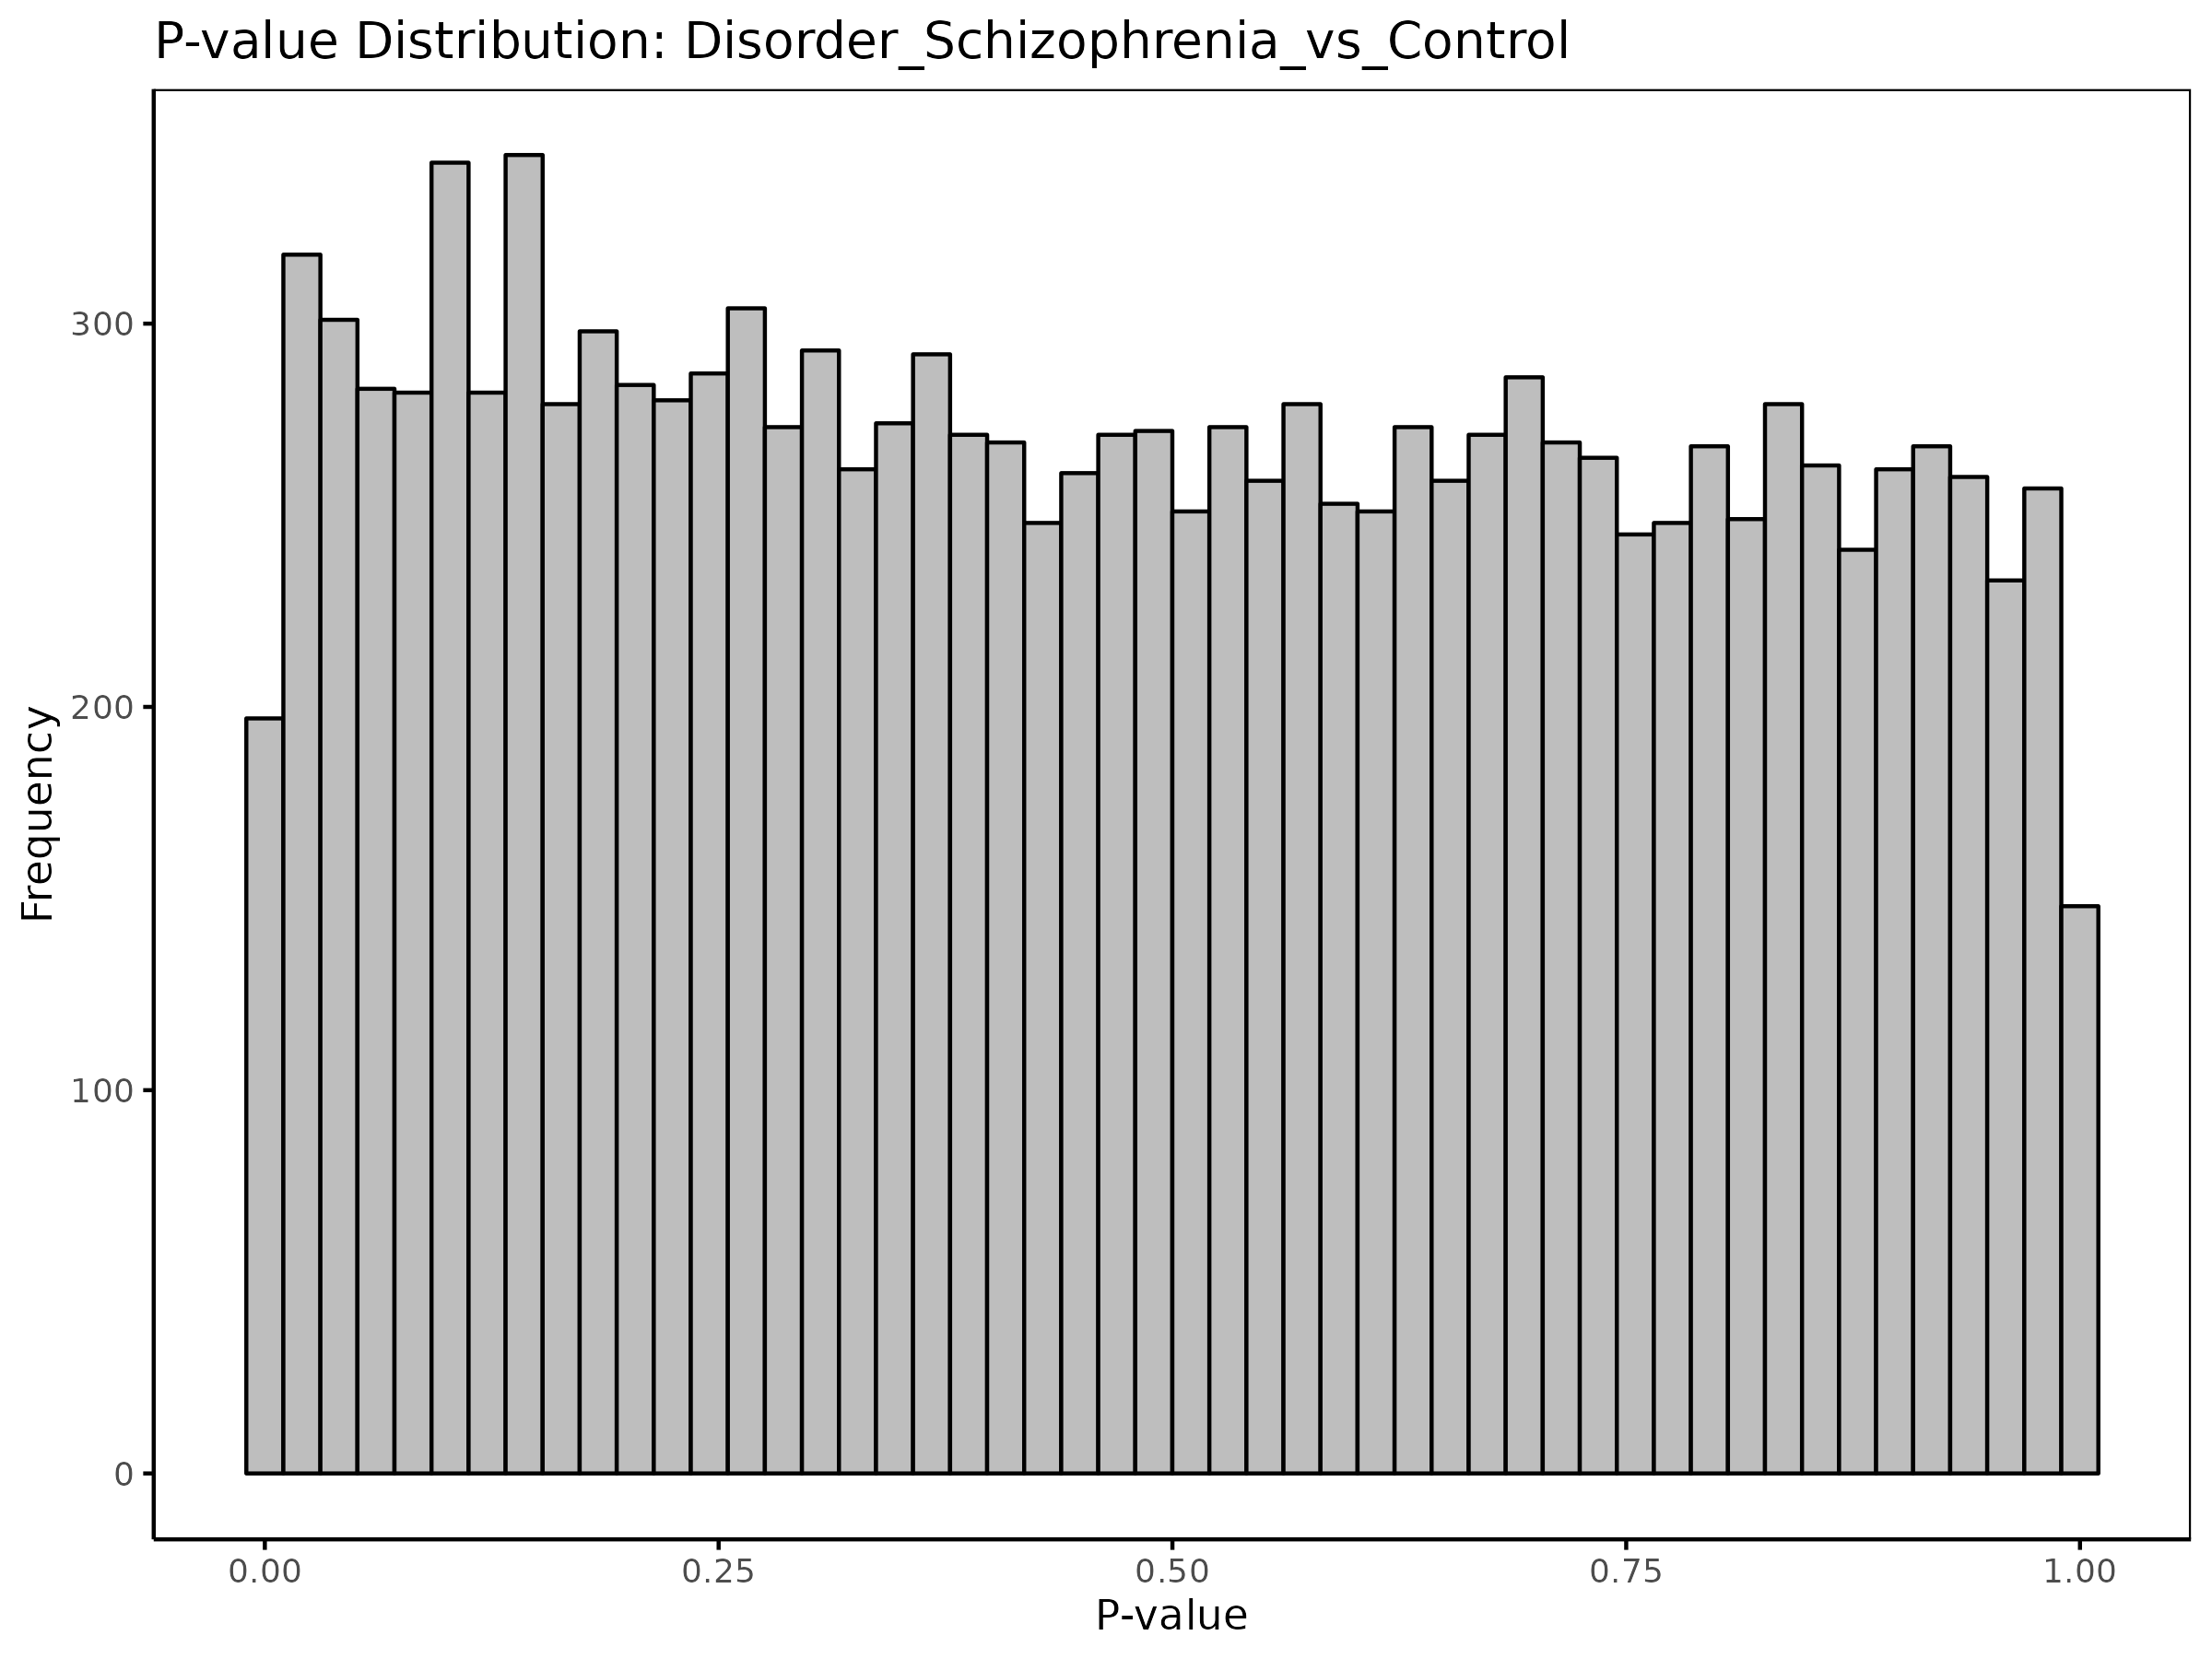 P-value Distribution: Disorder_Schizophrenia_vs_Control
Frequency
300
200
100
0
0.00 0.25 0.50 0.75 1.00
P-value